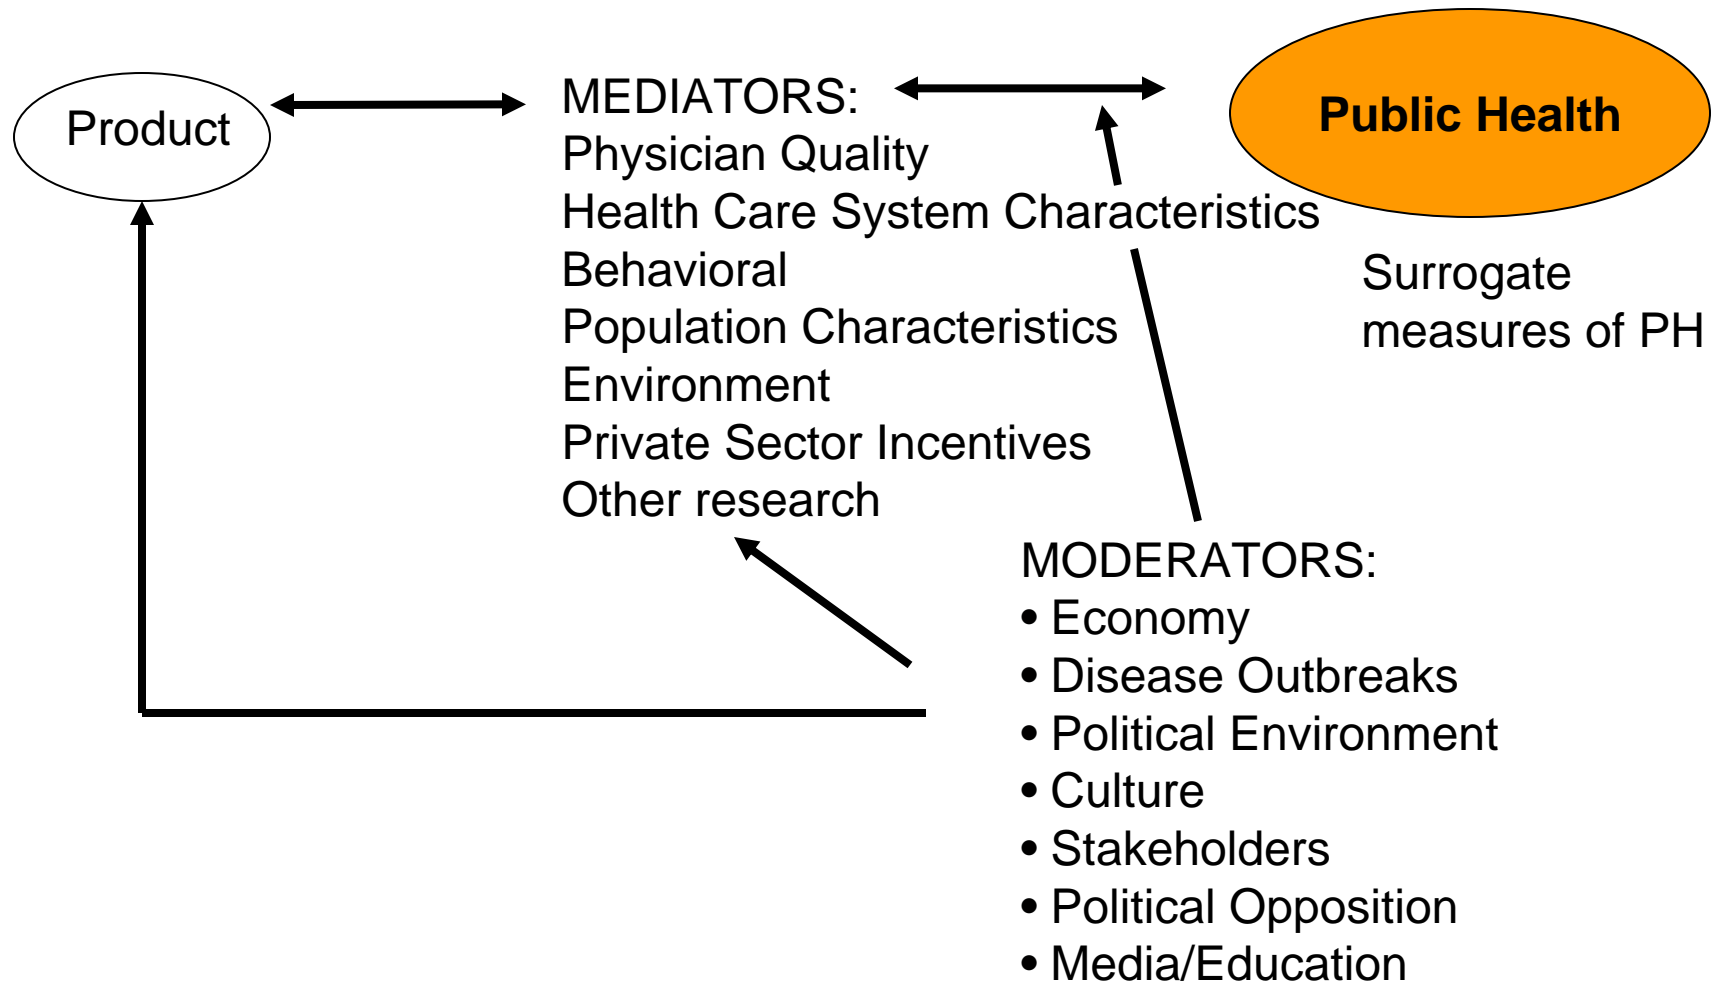 Product
MEDIATORS:
Physician Quality
Health Care System Characteristics
Behavioral
Population Characteristics
Environment
Private Sector Incentives
Other research
Public Health
Surrogate
measures of PH
MODERATORS:
• Economy
• Disease Outbreaks
• Political Environment
• Culture
• Stakeholders
• Political Opposition
• Media/Education